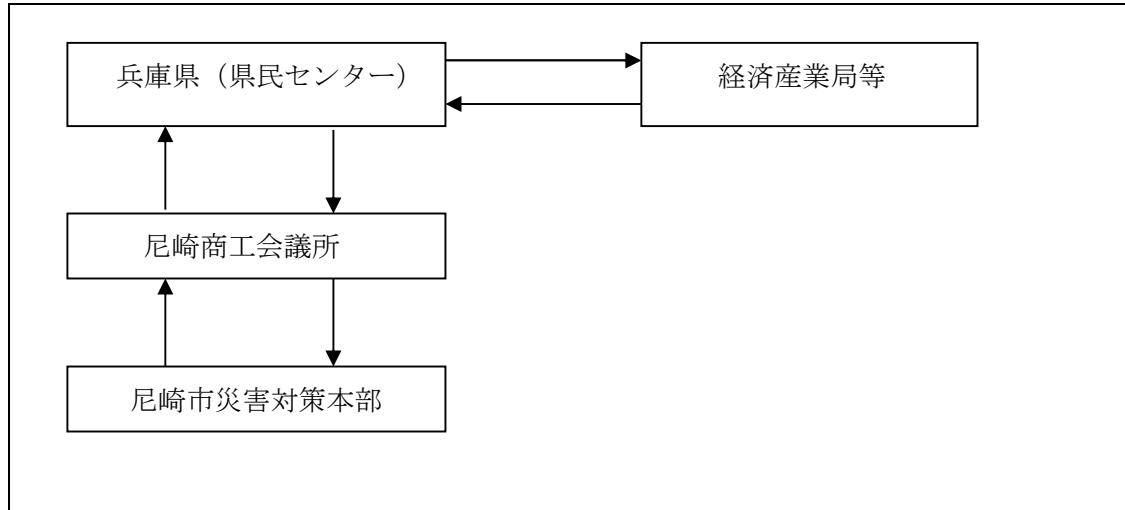 兵庫県（県民センター）
経済産業局等
尼崎商工会議所
尼崎市災害対策本部